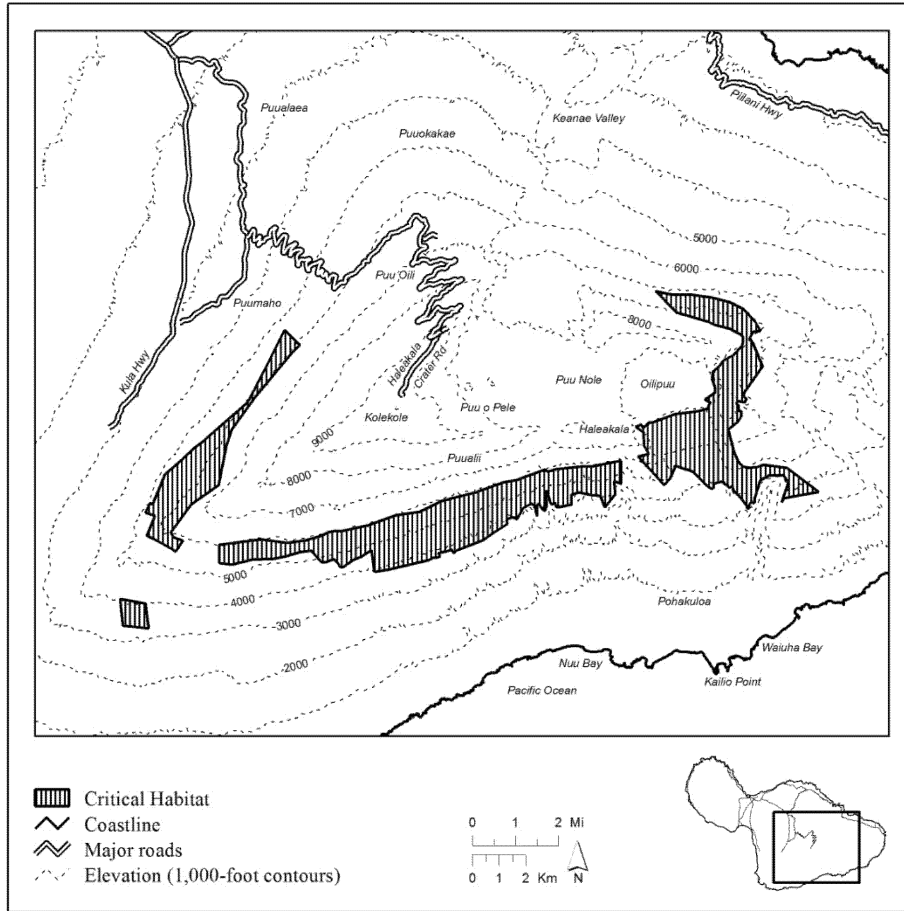 Puualaea
Puuokakae
Keanae Valley
Piilani Hwy
5000
6000
Puu Oili
Puumaho
8000
Kula Hwy
Haleakala
Crater Rd
Puu Nole
Oilipuu
Kolekole
Puu o Pele
Haleakala
9000
Puualii
8000
7000
5000
4000
3000
2000
Pohakuloa
Waiuha Bay
Nuu Bay
Kailio Point
Pacific Ocean
Critical Habitat
Coastline
Major roads
Elevation (1,000-foot contours)
0 1 2 Mi
0 1 2 Km
N